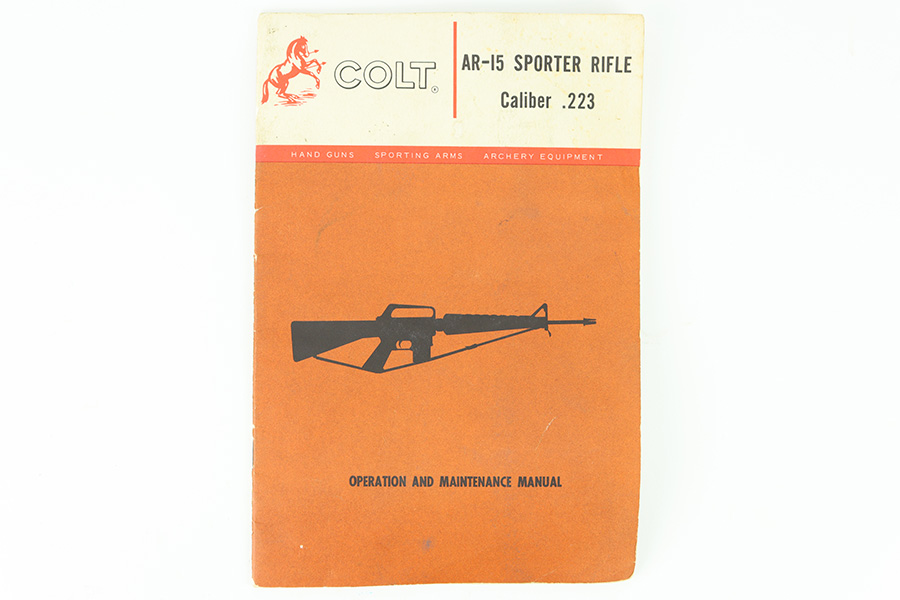 COLT®
AR-15 SPORTER RIFLE
Caliber .223
HAND GUNS SPORTING ARMS ARCHERY EQUIPMENT
OPERATION AND MAINTENANCE MANUAL